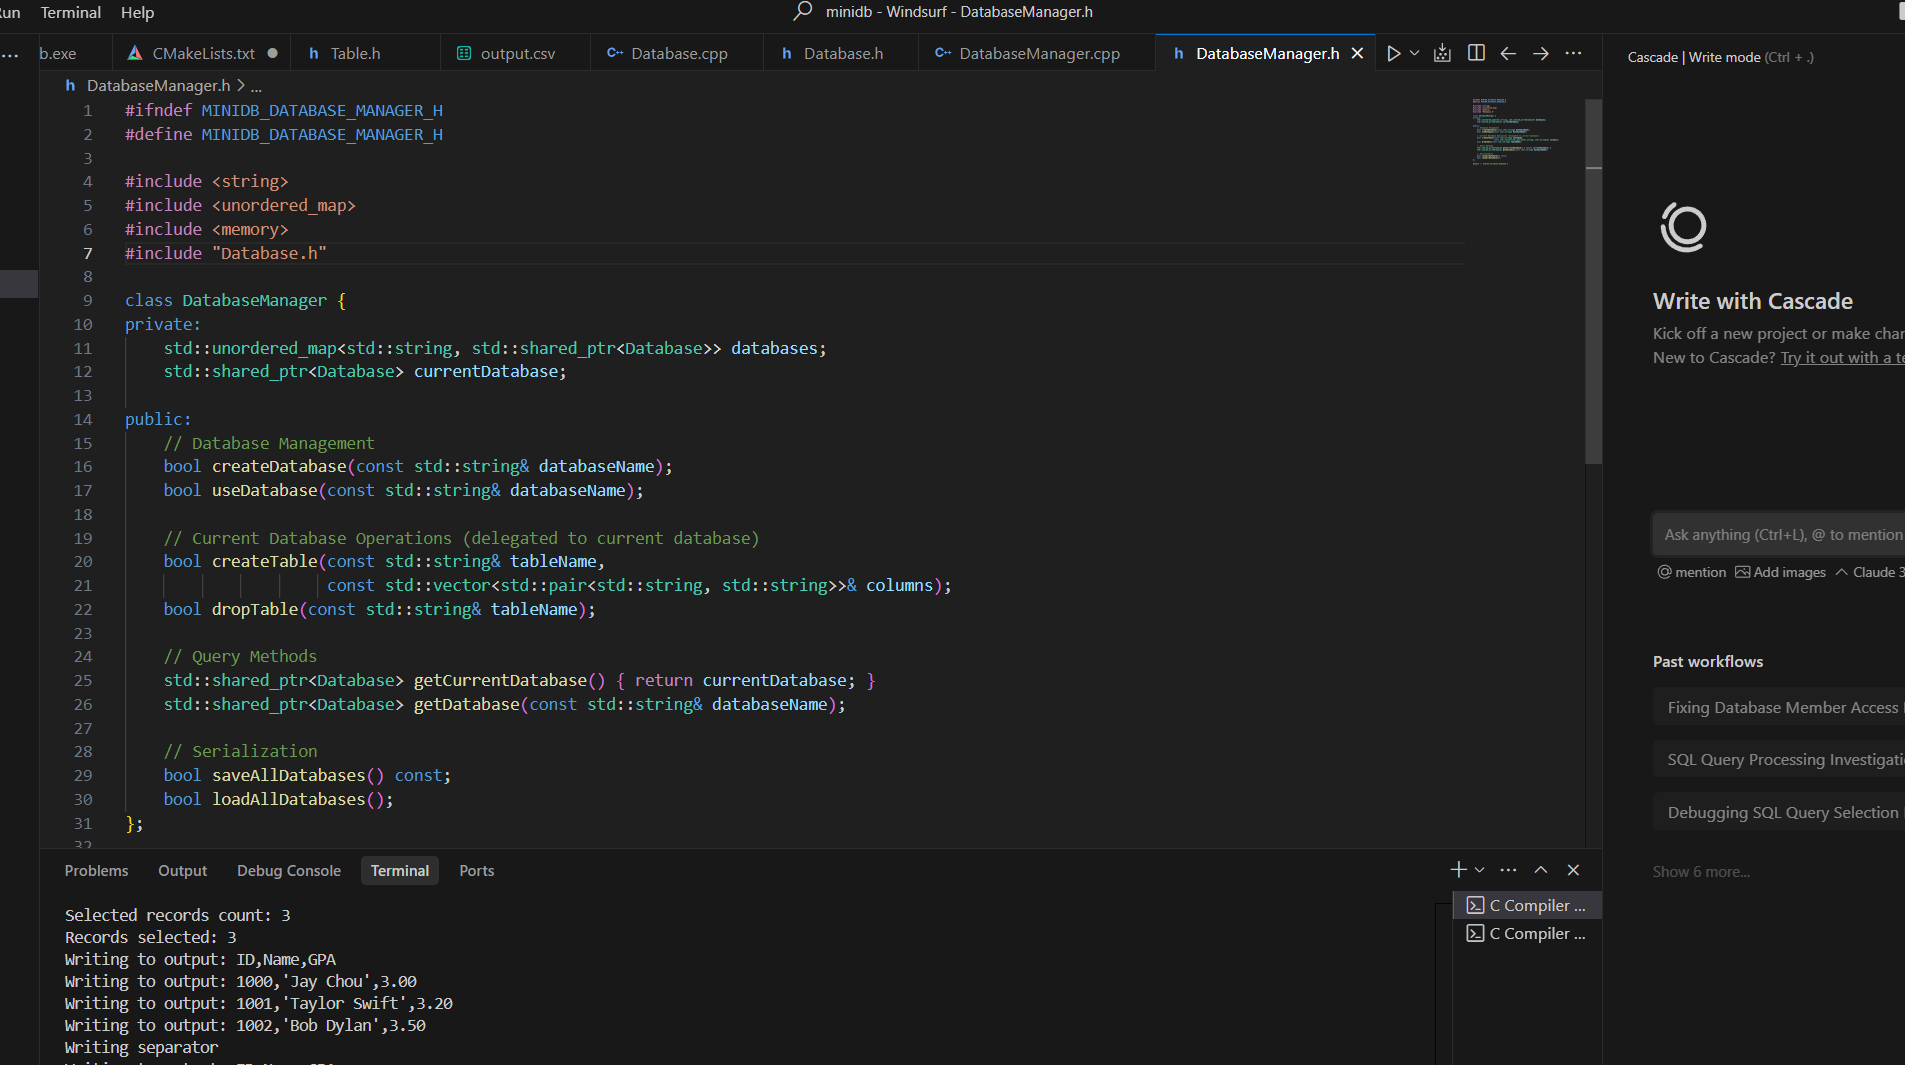 Terminal Help
minidb - Windsurf - DatabaseManager.h
b.exe CMakeLists.txt Table.h output.csv Database.cpp Database.h DatabaseManager.cpp DatabaseManager.h
DatabaseManager.h > ...
1 #ifndef MINIDB_DATABASE_MANAGER_H
2 #define MINIDB_DATABASE_MANAGER_H
3
4 #include <string>
5 #include <unordered_map>
6 #include <memory>
7 #include "Database.h"
8
9 class DatabaseManager {
10 private:
11 std::unordered_map<std::string, std::shared_ptr<Database>> databases;
12 std::shared_ptr<Database> currentDatabase;
13
14 public:
15 // Database Management
16 bool createDatabase(const std::string& databaseName);
17 bool useDatabase(const std::string& databaseName);
18
19 // Current Database Operations (delegated to current database)
20 bool createTable(const std::string& tableName,
21 const std::vector<std::pair<std::string, std::string>>& columns);
22 bool dropTable(const std::string& tableName);
23
24 // Query Methods
25 std::shared_ptr<Database> getCurrentDatabase() { return currentDatabase; }
26 std::shared_ptr<Database> getDatabase(const std::string& databaseName);
27
28 // Serialization
29 bool saveAllDatabases() const;
30 bool loadAllDatabases();
31 };
32
Problems Output Debug Console Terminal Ports
Selected records count: 3
Records selected: 3
Writing to output: ID,Name,GPA
Writing to output: 1000,'Jay Chou',3.00
Writing to output: 1001,'Taylor Swift',3.20
Writing to output: 1002,'Bob Dylan',3.50
Writing separator
C Compiler ...
C Compiler ...
Cascade | Write mode (Ctrl + .)
Write with Cascade
Kick off a new project or make
New to Cascade? Try it out with a
Ask anything (Ctrl+L), @ to mention
@ mention Add images Claude 3
Past workflows
Fixing Database Member Access
SQL Query Processing
Debugging SQL Query Selection
Show 6 more...